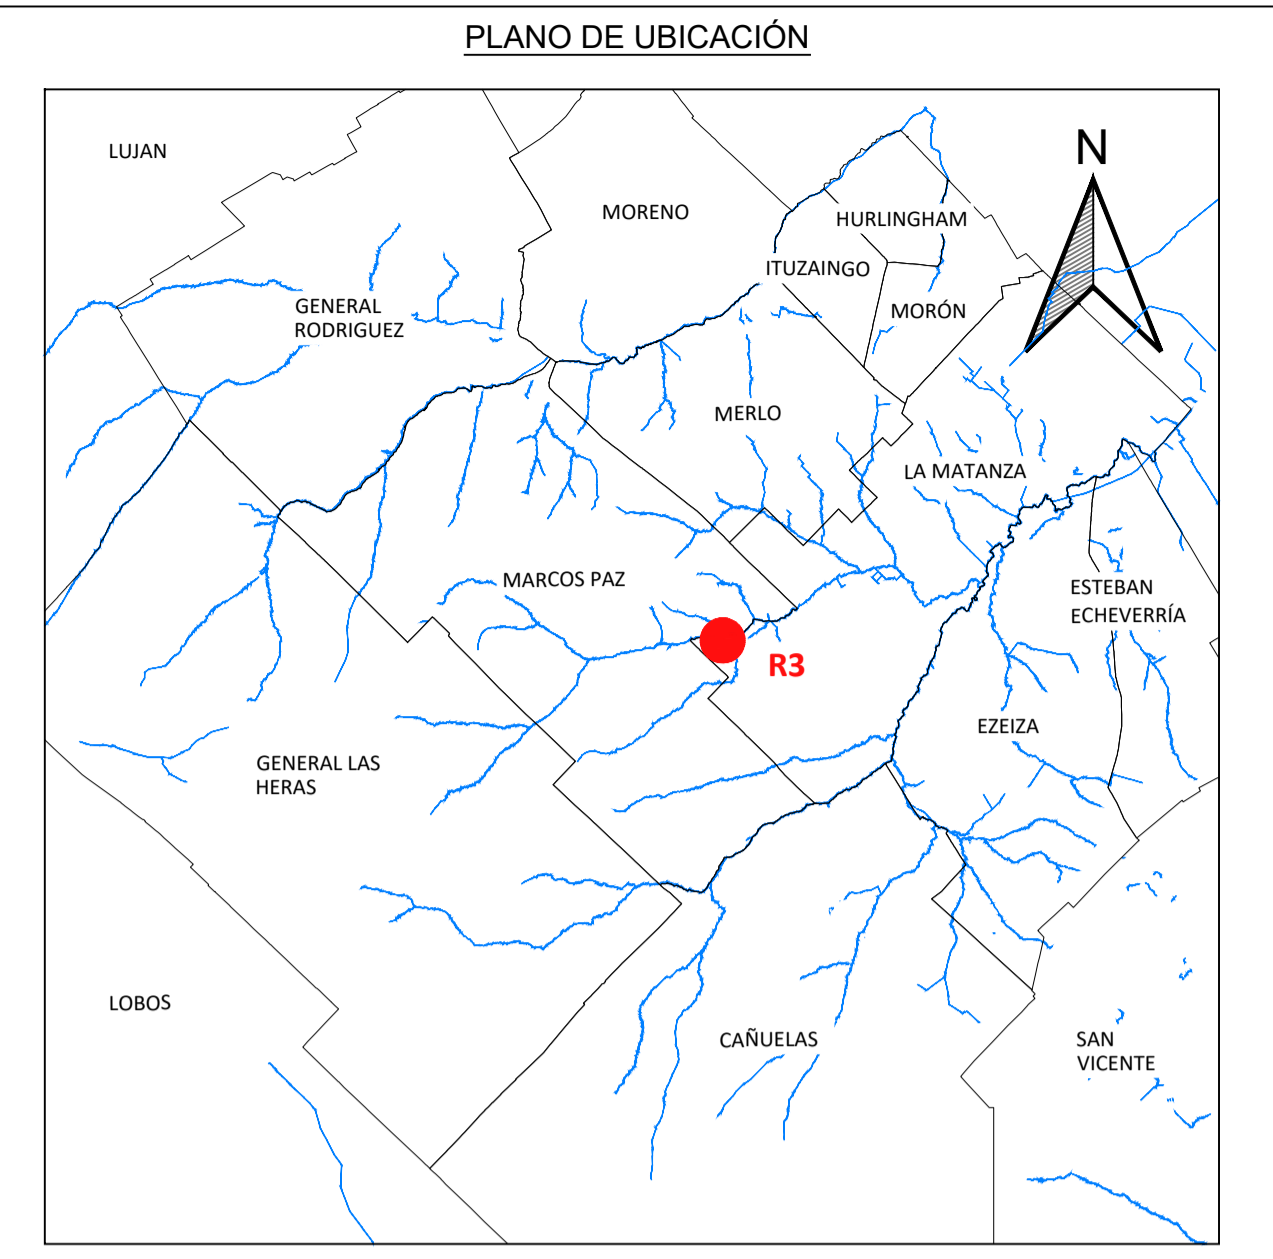 PLANO DE UBICACIÓN
LUJAN
N
MORENO
HURLINGHAM
ITUZAINGO
GENERAL
RODRIGUEZ
MORÓN
MERLO
LA MATANZA
MARCOS PAZ
ESTEBAN
ECHEVERRÍA
R3
EZEIZA
GENERAL LAS
HERAS
LOBOS
CAÑUELAS
SAN
VICENTE